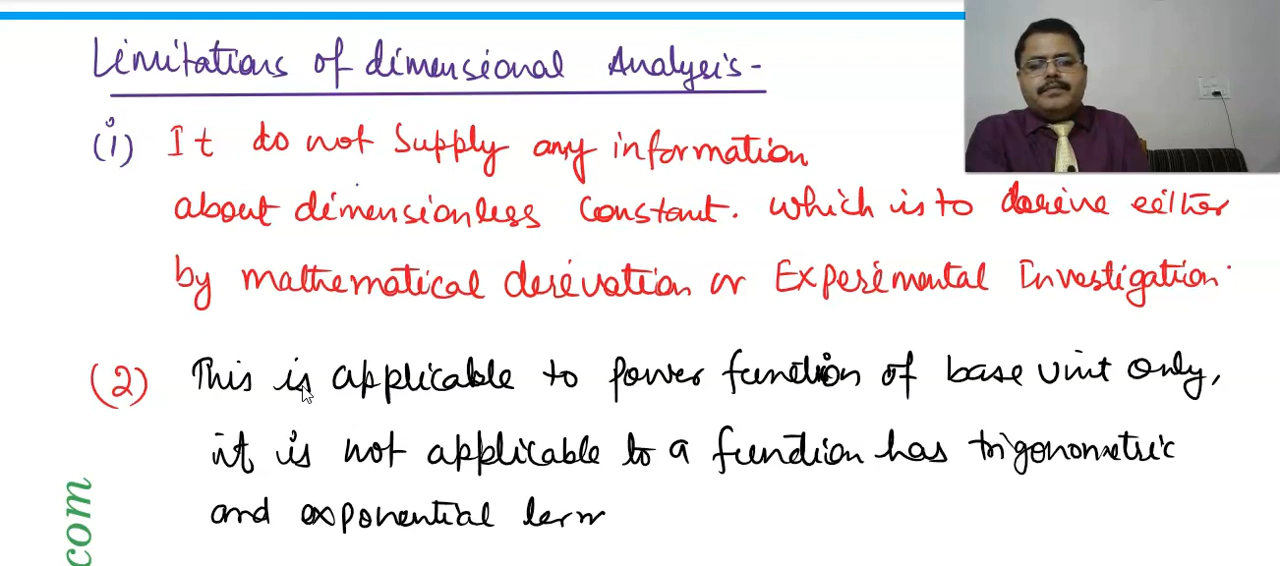 Limitations of dimensional Analysis -
(i) It do not supply any information
about dimensionless Constant. which is to derive either
by mathematical derivation or Experimental Investigation.
(2) This is applicable to power function of base unit only,
it is not applicable to a function has trigonometric
and exponential term
com